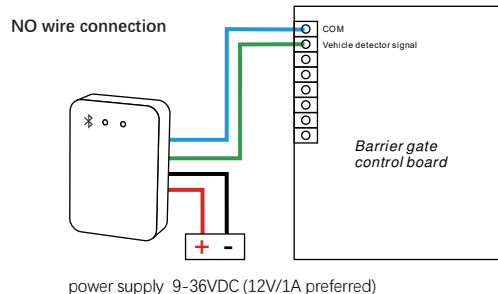 NO wire connection
COM
Vehicle detector signal
Barrier gate
control board
+ -
power supply 9-36VDC (12V/1A preferred)